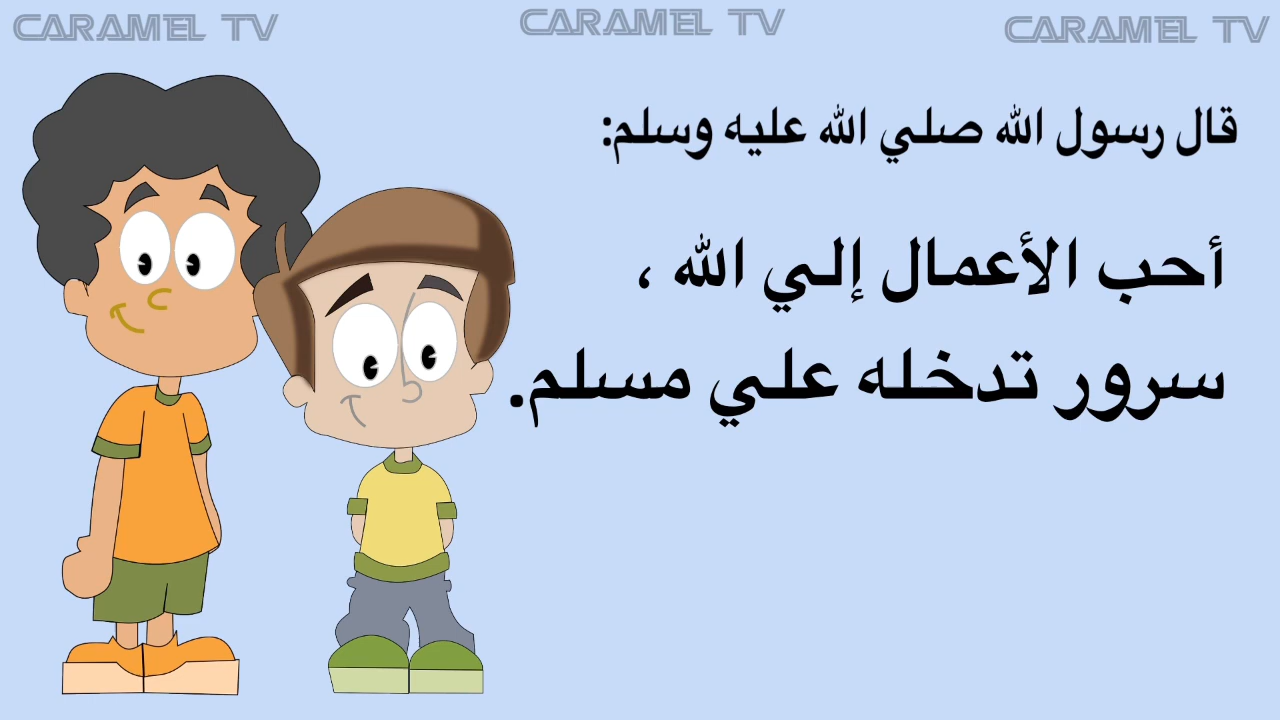 CARAMEL TV CARAMEL TV CARAMEL TV
قال رسول الله صلي الله عليه وسلم:
أحب الأعمال إلي الله ،
سرور تدخله علي مسلم.